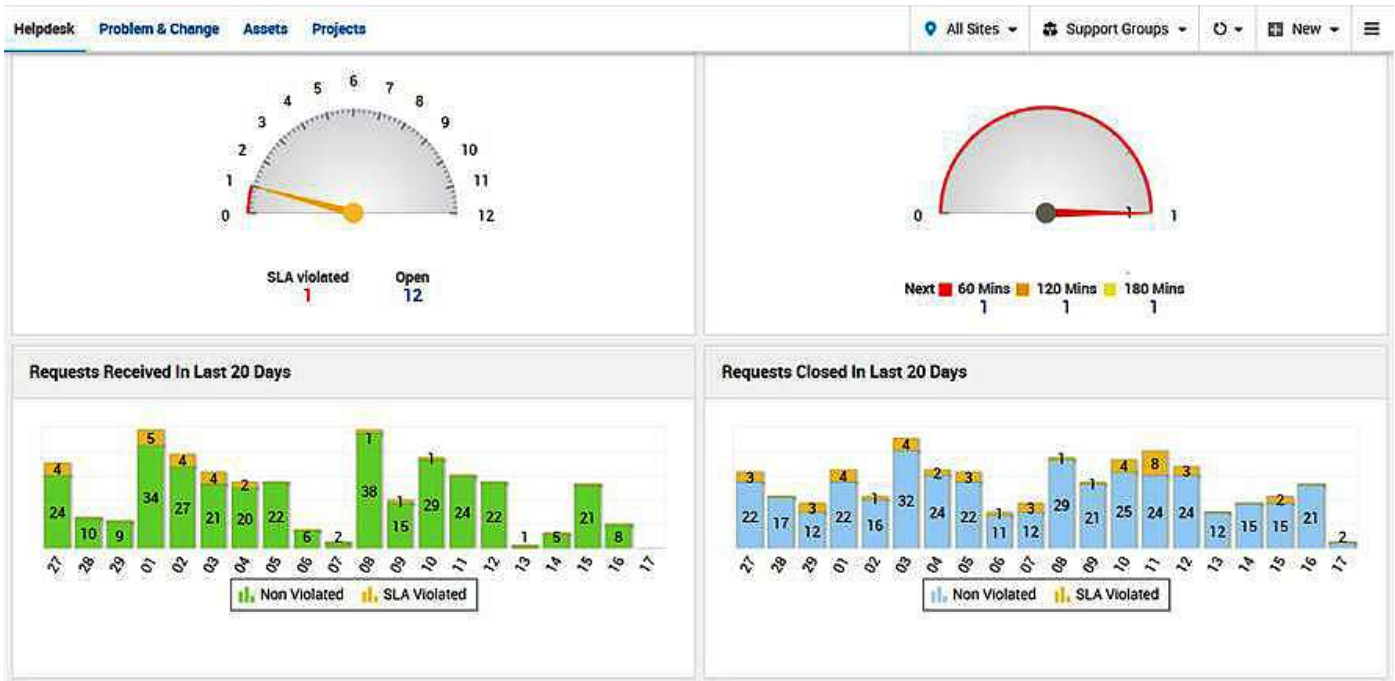 Helpdesk Problem & Change Assets Projects All Sites Support Groups New
0 1 2 3 4 5 6 7 8 9 10 11 12
SLA violated Open
1 12
0 1 1
Next 60 Mins 120 Mins 180 Mins
1 1 1
Requests Received In Last 20 Days
4 5 4 4 2 1 1 1
24 10 9 34 27 21 20 22 6 2 38 15 29 24 22 1 5 21 8
27 28 29 01 02 03 04 05 06 07 08 09 10 11 12 13 14 15 16 17
Non Violated SLA Violated
Requests Closed In Last 20 Days
3 3 4 1 4 2 3 1 3 1 1 4 8 3 2
22 17 12 22 16 32 24 22 11 12 29 21 25 24 24 12 15 15 21 2
27 28 29 01 02 03 04 05 06 07 08 09 10 11 12 13 14 15 16 17
Non Violated SLA Violated